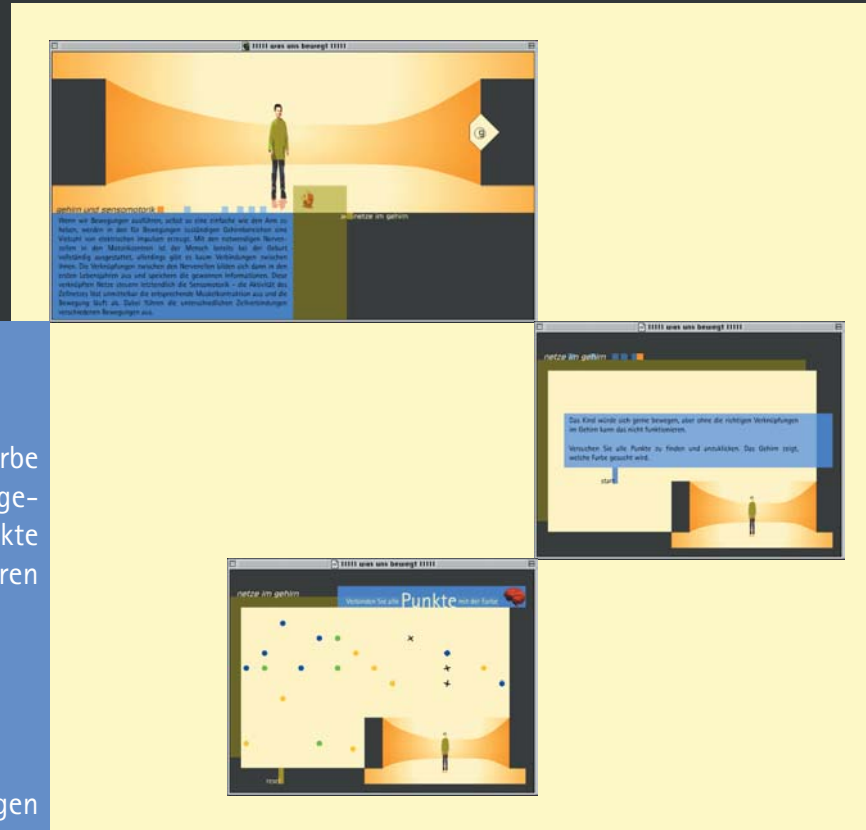 !!!!! was uns bewegt !!!!!
g
gehirn und sensomotorik
netze im gehirn
Wenn wir Bewegungen ausführen, selbst so eine einfache wie den Arm zu
heben, werden in den für Bewegungen zuständigen Gehirnbereichen eine
Vielzahl von elektrischen Impulsen erzeugt. Mit den notwendigen Nerven-
zellen in den Motorikzentren ist der Mensch bereits bei der Geburt
vollständig ausgestattet, allerdings gibt es kaum Verbindungen zwischen
ihnen. Die Verknüpfungen zwischen den Nervenzellen bilden sich dann in den
ersten Lebensjahren aus und speichern die gewonnen Informationen. Diese
verknüpften Netze steuern letztendlich die Sensomotorik – die Aktivität des
Zellnetzes löst unmittelbar die entsprechende Muskelkontraktion aus und die
Bewegung läuft ab. Dabei führen die unterschiedlichen Zellverbindungen
verschiedenen Bewegungen aus.
!!!!! was uns bewegt !!!!!
netze im gehirn
Das Kind würde sich gerne bewegen, aber ohne die richtigen Verknüpfungen
im Gehirn kann das nicht funktionieren.
Versuchen Sie alle Punkte zu finden und anzuklicken. Das Gehirn zeigt,
welche Farbe gesucht wird.
start
rbe
ge-
kte
ren
gen
!!!!! was uns bewegt !!!!!
netze im gehirn
Verbinden Sie alle Punkte mit der Farbe
reset